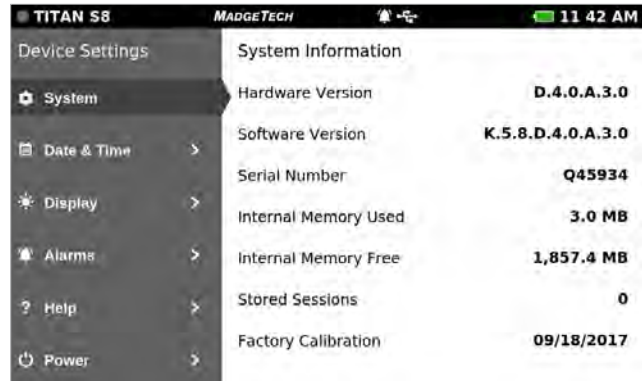 TITAN S8 MADGETECH 11 42 AM
Device Settings
System
Date & Time
Display
Alarms
? Help
Power
System Information
Hardware Version D.4.0.A.3.0
Software Version K.5.8.D.4.0.A.3.0
Serial Number Q45934
Internal Memory Used 3.0 MB
Internal Memory Free 1,857.4 MB
Stored Sessions 0
Factory Calibration 09/18/2017